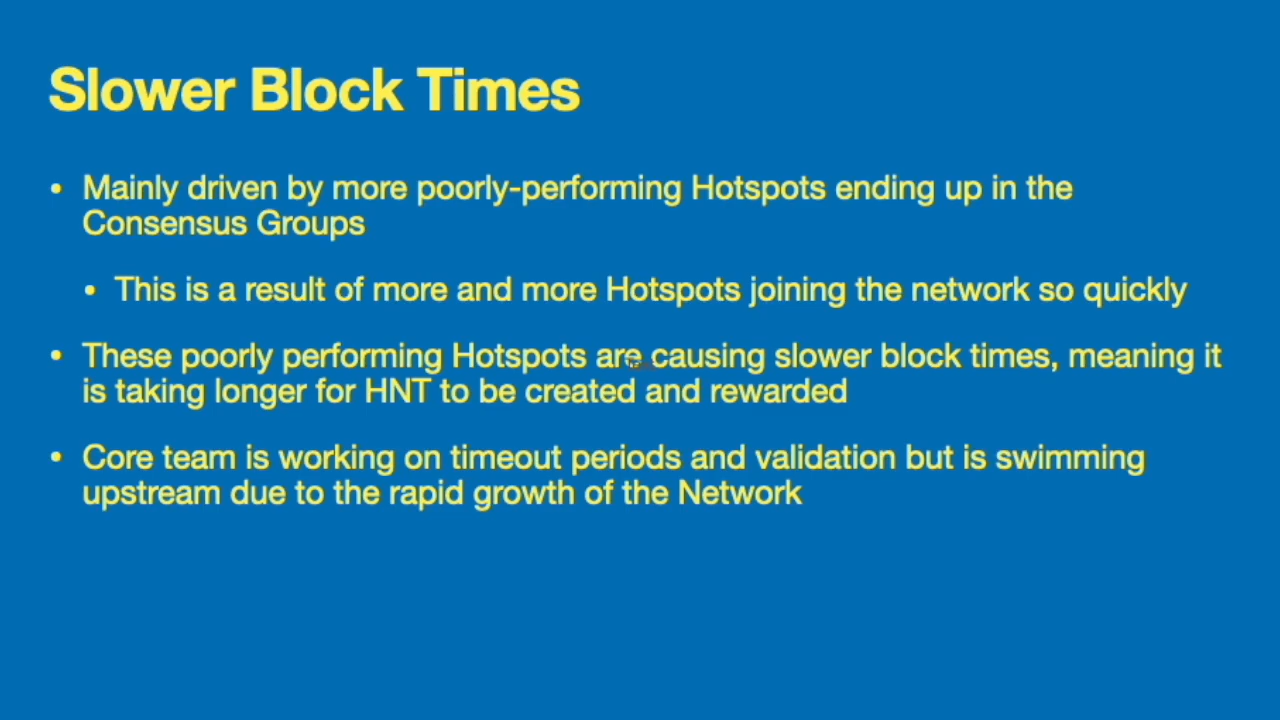 Slower Block Times
• Mainly driven by more poorly-performing Hotspots ending up in the
Consensus Groups
• This is a result of more and more Hotspots joining the network so quickly
• These poorly performing Hotspots are causing slower block times, meaning it
is taking longer for HNT to be created and rewarded
• Core team is working on timeout periods and validation but is swimming
upstream due to the rapid growth of the Network